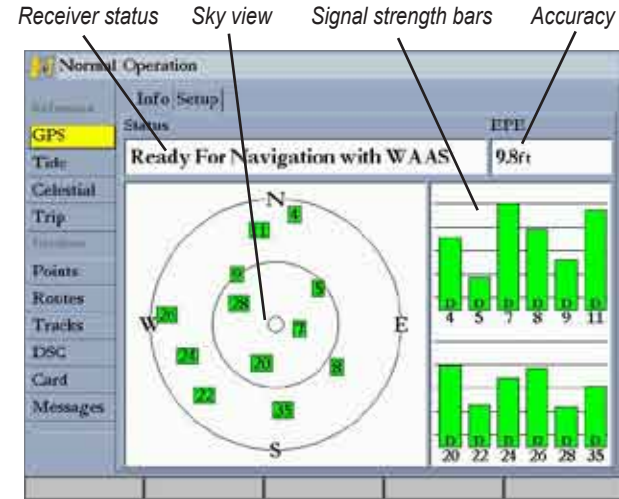 Receiver status Sky view Signal strength bars Accuracy
Normal Operation
Info Setup
Reference
Status EPE
GPS
Ready For Navigation with WAAS 9.8ft
Tide
Celestial
Trip
Points
Routes
Tracks
DSC
Card
Messages
N
4
11
9
5
28
26
W
E
7
24
20
8
22
35
S
D D D D D D
4 5 7 8 9 11
D D D D D D
20 22 24 26 28 35